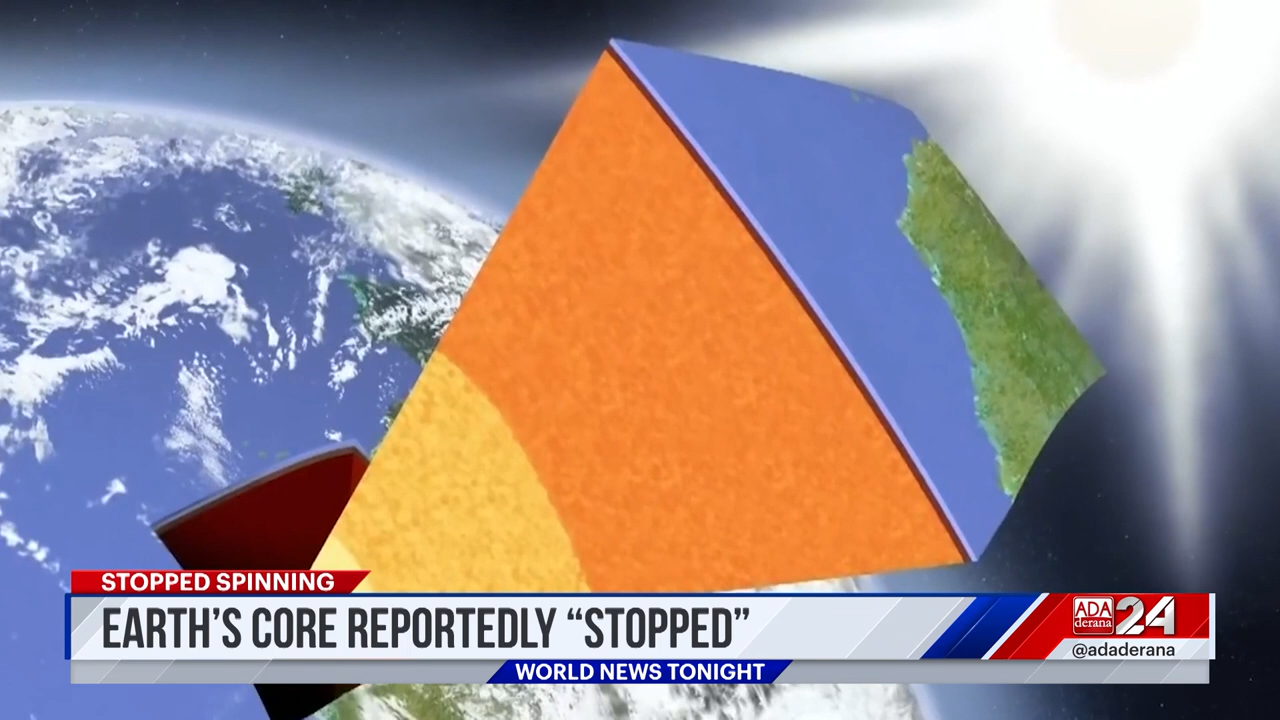 STOPPED SPINNING
EARTH'S CORE REPORTEDLY “STOPPED”
ADA
derana
24
@adaderana
WORLD NEWS TONIGHT